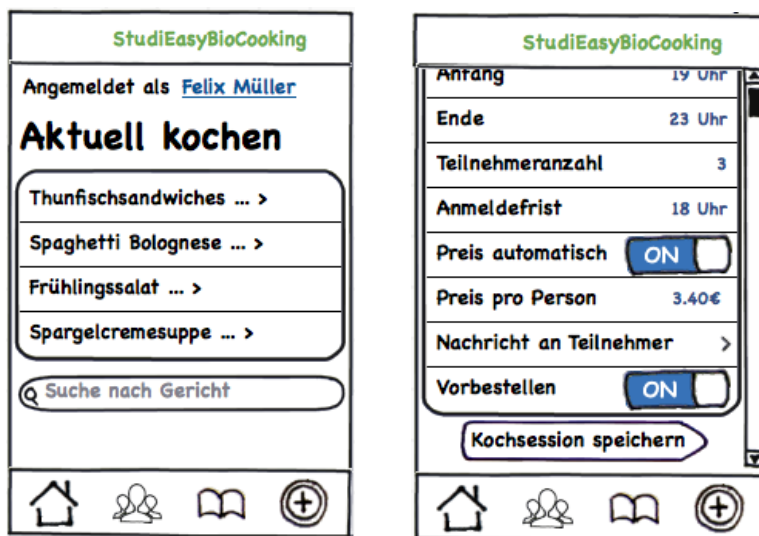 StudiEasyBioCooking
Angemeldet als Felix Müller
Aktuell kochen
Thunfischsandwiches ... >
Spaghetti Bolognese ... >
Frühlingssalat ... >
Spargelcremesuppe ... >
Suche nach Gericht
StudiEasyBioCooking
Anfang 19 Uhr
Ende 23 Uhr
Teilnehmeranzahl 3
Anmeldefrist 18 Uhr
Preis automatisch ON
Preis pro Person 3.40€
Nachricht an Teilnehmer >
Vorbestellen ON
Kochsession speichern